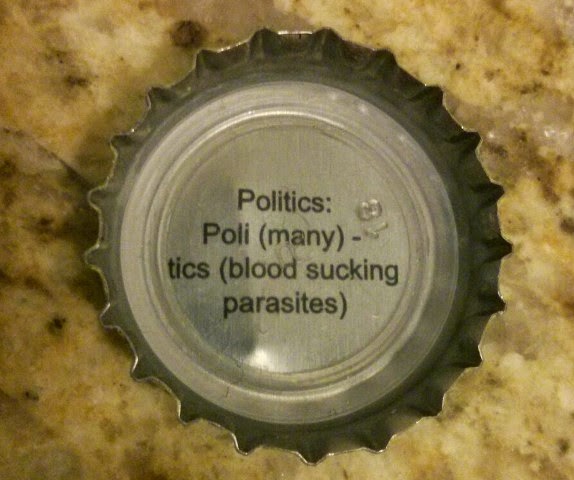 Politics:
Poli (many) -
tics (blood sucking
parasites)